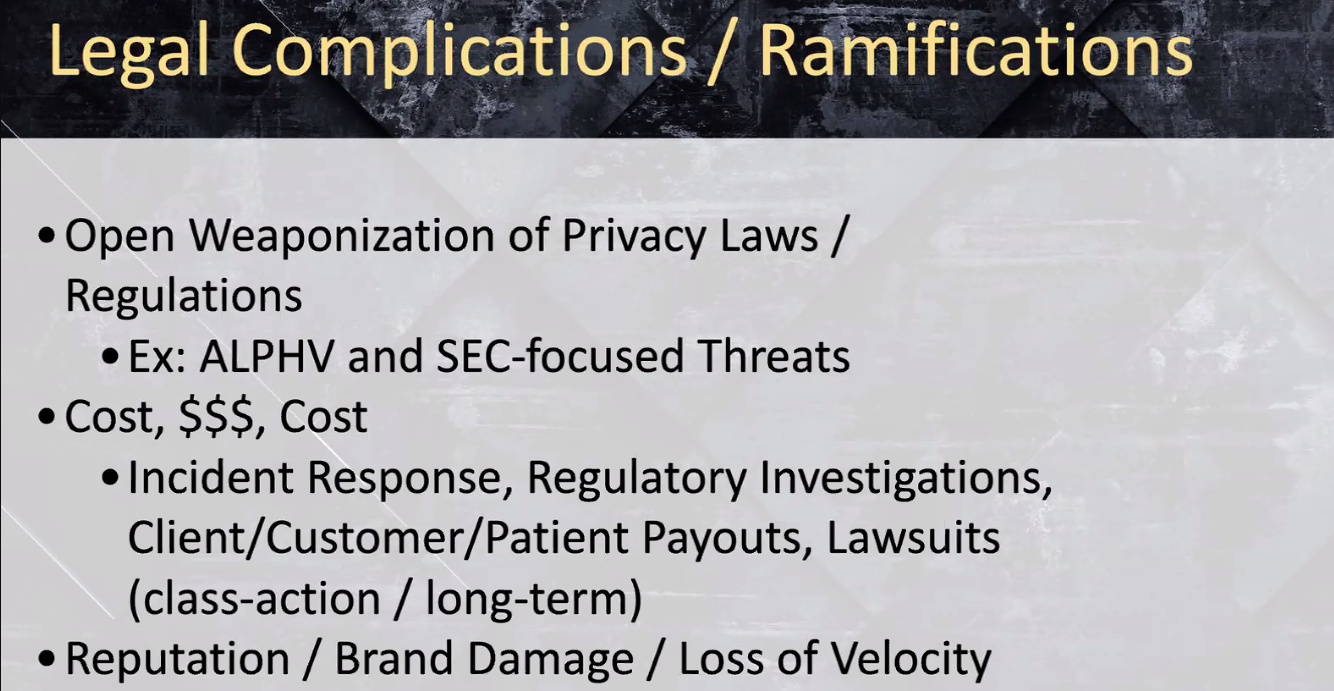 Legal Complications / Ramifications
•Open Weaponization of Privacy Laws /
Regulations
•Ex: ALPHV and SEC-focused Threats
•Cost, $$$, Cost
•Incident Response, Regulatory Investigations,
Client/Customer/Patient Payouts, Lawsuits
(class-action / long-term)
•Reputation / Brand Damage / Loss of Velocity